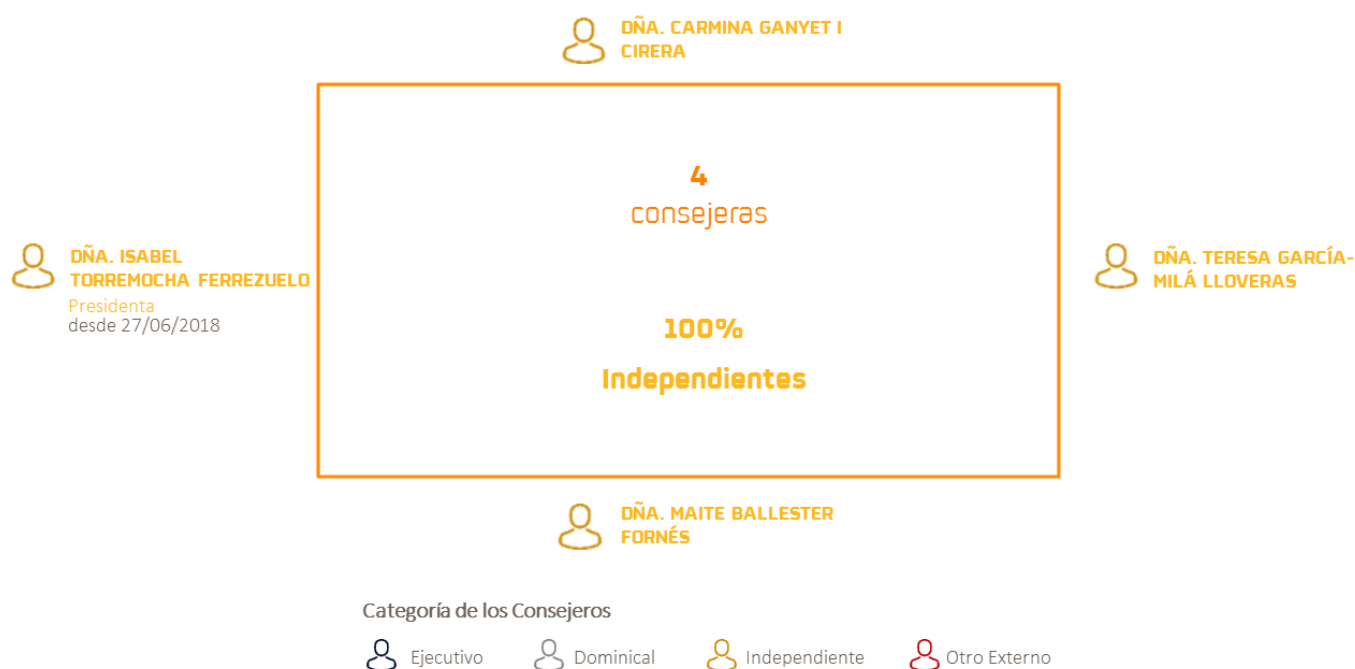 DÑA. CARMINA GANYET I
CIRERA
4
consejeras
DÑA. ISABEL
TORREMOCHA FERREZUELO
Presidenta
desde 27/06/2018
DÑA. TERESA GARCÍA-
MILÁ LLOVERAS
100%
Independientes
DÑA. MAITE BALLESTER
FORNÉS
Categoría de los Consejeros
Ejecutivo
Dominical
Independiente
Otro Externo